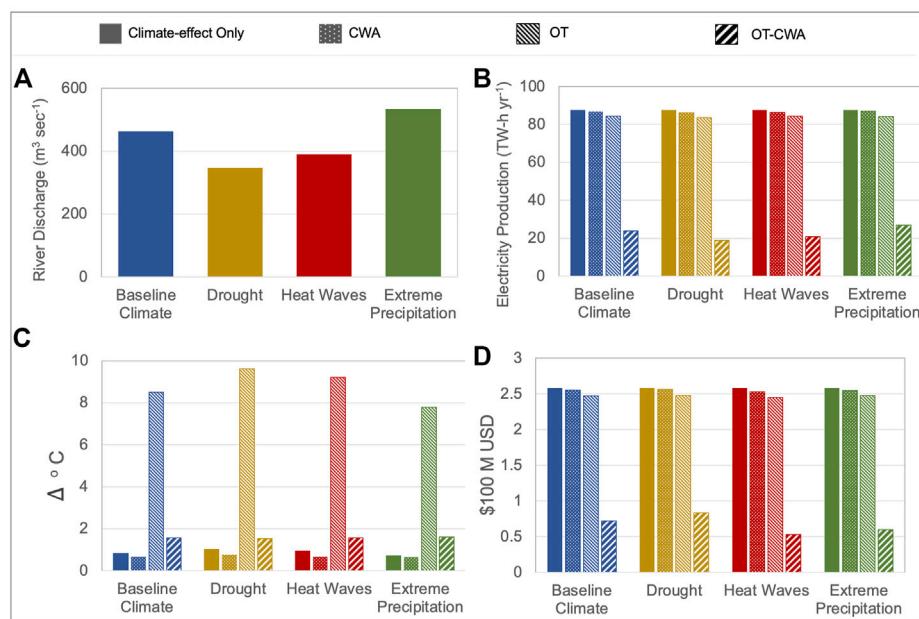 Climate-effect Only CWA OT OT-CWA
A
River Discharge (m³ sec⁻¹)
600
400
200
0
Baseline Climate
Drought
Heat Waves
Extreme Precipitation
B
Electricity Production (TW-h yr⁻¹)
100
80
60
40
20
0
Baseline Climate
Drought
Heat Waves
Extreme Precipitation
C
Δ ° C
10
8
6
4
2
0
Baseline Climate
Drought
Heat Waves
Extreme Precipitation
D
$100 M USD
3
2.5
2
1.5
1
0.5
0
Baseline Climate
Drought
Heat Waves
Extreme Precipitation